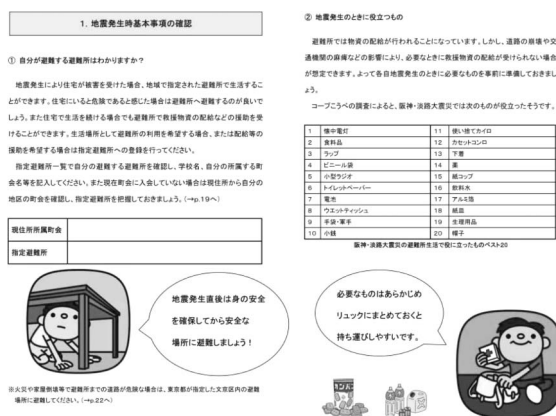 1. 地震発生時基本事項の確認
① 自分が避難する避難所はわかりますか?
地震発生により住宅が被害を受けた場合、地域で指定された避難所で生活するこ
とができます。住宅にいると危険であると感じた場合は避難所へ避難するのが良いで
しょう。また住宅で生活を続ける場合でも避難所で救援物資の配給などの援助を受
けることができます。生活場所として避難所の利用を希望する場合、または配給等の
援助を希望する場合は指定避難所への登録を行ってください。
指定避難所一覧で自分の避難する避難所を確認し、学校名、自分の所属する町
会名等を記入してください。また現在町会に入会していない場合は現住所から自分の
地区の町会を確認し、指定避難所を把握しておきましょう。(→p.19へ)
現住所所属町会
指定避難所
地震発生直後は身の安全
を確保してから安全な
場所に避難しましょう!
※火災や家屋倒壊等で避難所までの道路が危険な場合は、東京都が指定した文京区内の避難
場所に避難してください。(→p.22へ)
② 地震発生のときに役立つもの
避難所では物資の配給が行われることになっています。しかし、道路の崩壊や交
通機関の麻痺などの影響により、必要なときに救援物資の配給が受けられない場合
が想定できます。よって各自地震発生のときに必要なものを事前に準備しておきまし
ょう。
コープこうべの調査によると、阪神・淡路大震災では次のものが役立ったそうです。
1 懐中電灯 11 使い捨てカイロ
2 食料品 12 カセットコンロ
3 ラップ 13 下着
4 ビニール袋 14 薬
5 小型ラジオ 15 紙コップ
6 トイレットペーパー 16 飲料水
7 電池 17 アルミ箔
8 ウエットティッシュ 18 紙皿
9 手袋・軍手 19 生理用品
10 小銭 20 帽子
阪神・淡路大震災の避難所生活で役に立ったものベスト20
必要なものはあらかじめ
リュックにまとめておくと
持ち運びしやすいです。
カンパン